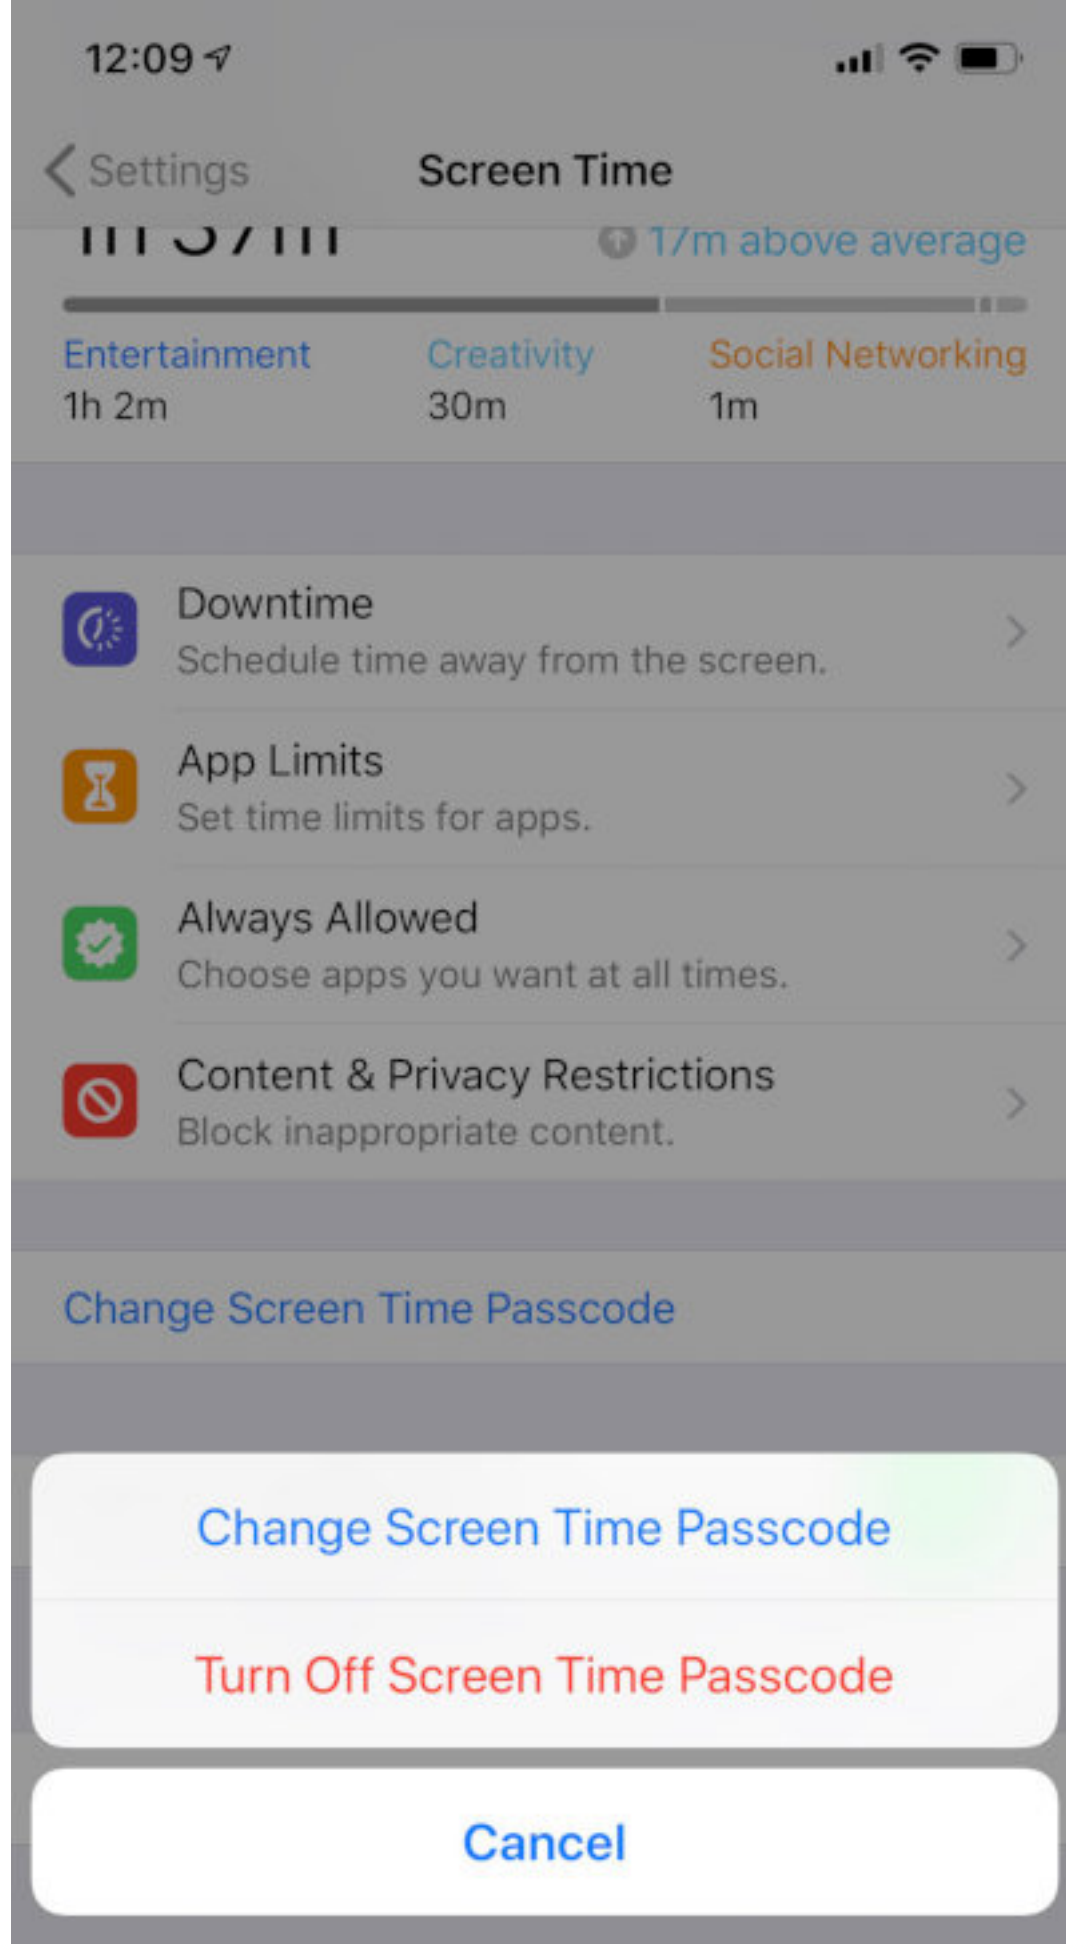 12:09
Settings
Screen Time
1h 37m
17m above average
Entertainment
Creativity
Social Networking
1h 2m
30m
1m
Downtime
Schedule time away from the screen.
App Limits
Set time limits for apps.
Always Allowed
Choose apps you want at all times.
Content & Privacy Restrictions
Block inappropriate content.
Change Screen Time Passcode
Change Screen Time Passcode
Turn Off Screen Time Passcode
Cancel